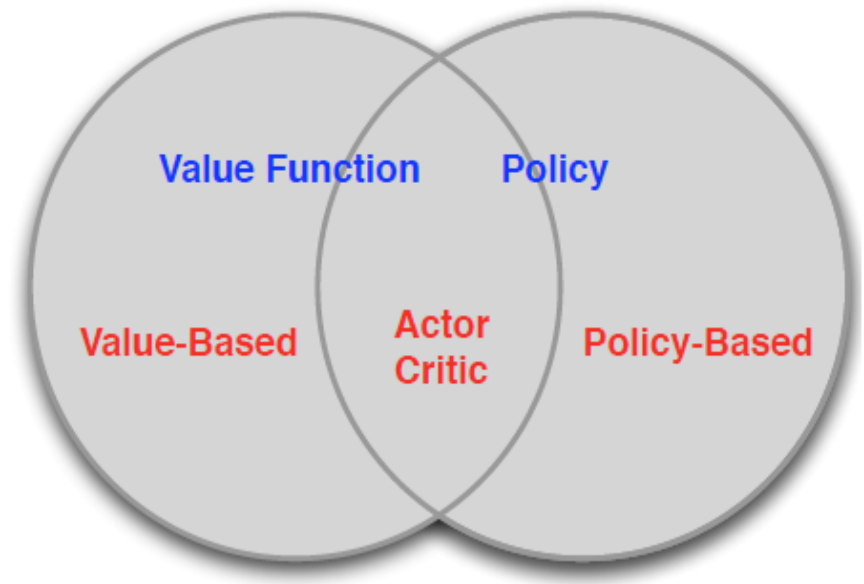 Value Function
Policy
Value-Based
Actor
Critic
Policy-Based